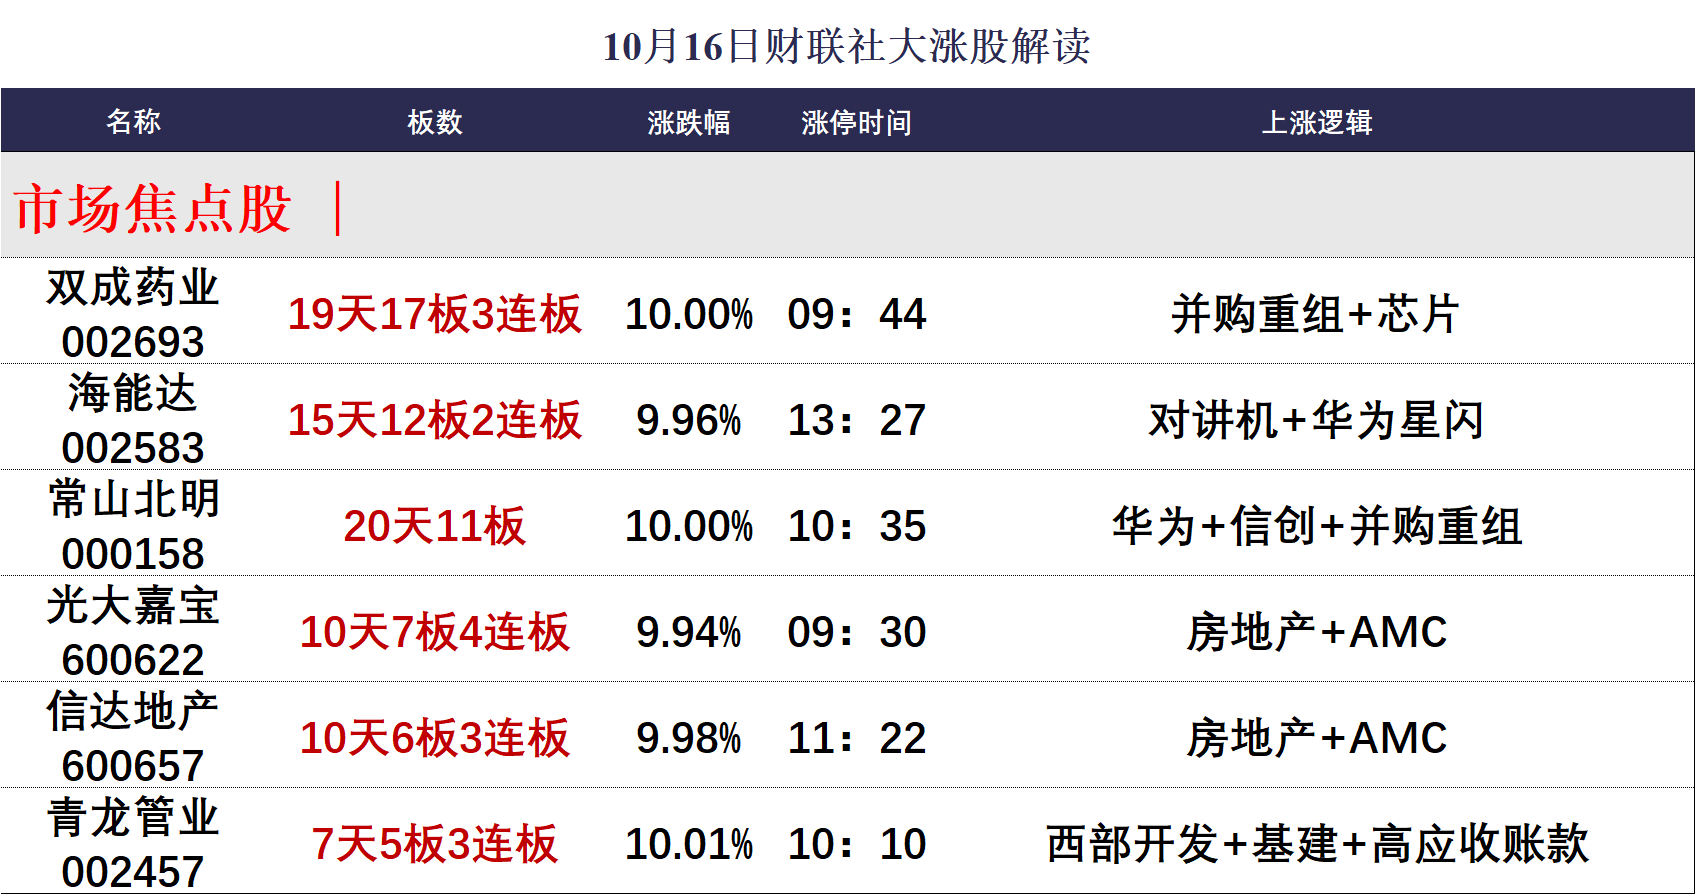 10月16日财联社大涨股解读
名称 板数 涨跌幅 涨停时间 上涨逻辑
市场焦点股 |
双成药业
002693
19天17板3连板 10.00% 09：44 并购重组+芯片
海能达
002583
15天12板2连板 9.96% 13：27 对讲机+华为星闪
常山北明
000158
20天11板 10.00% 10：35 华为+信创+并购重组
光大嘉宝
600622
10天7板4连板 9.94% 09：30 房地产+AMC
信达地产
600657
10天6板3连板 9.98% 11：22 房地产+AMC
青龙管业
002457
7天5板3连板 10.01% 10：10 西部开发+基建+高应收账款